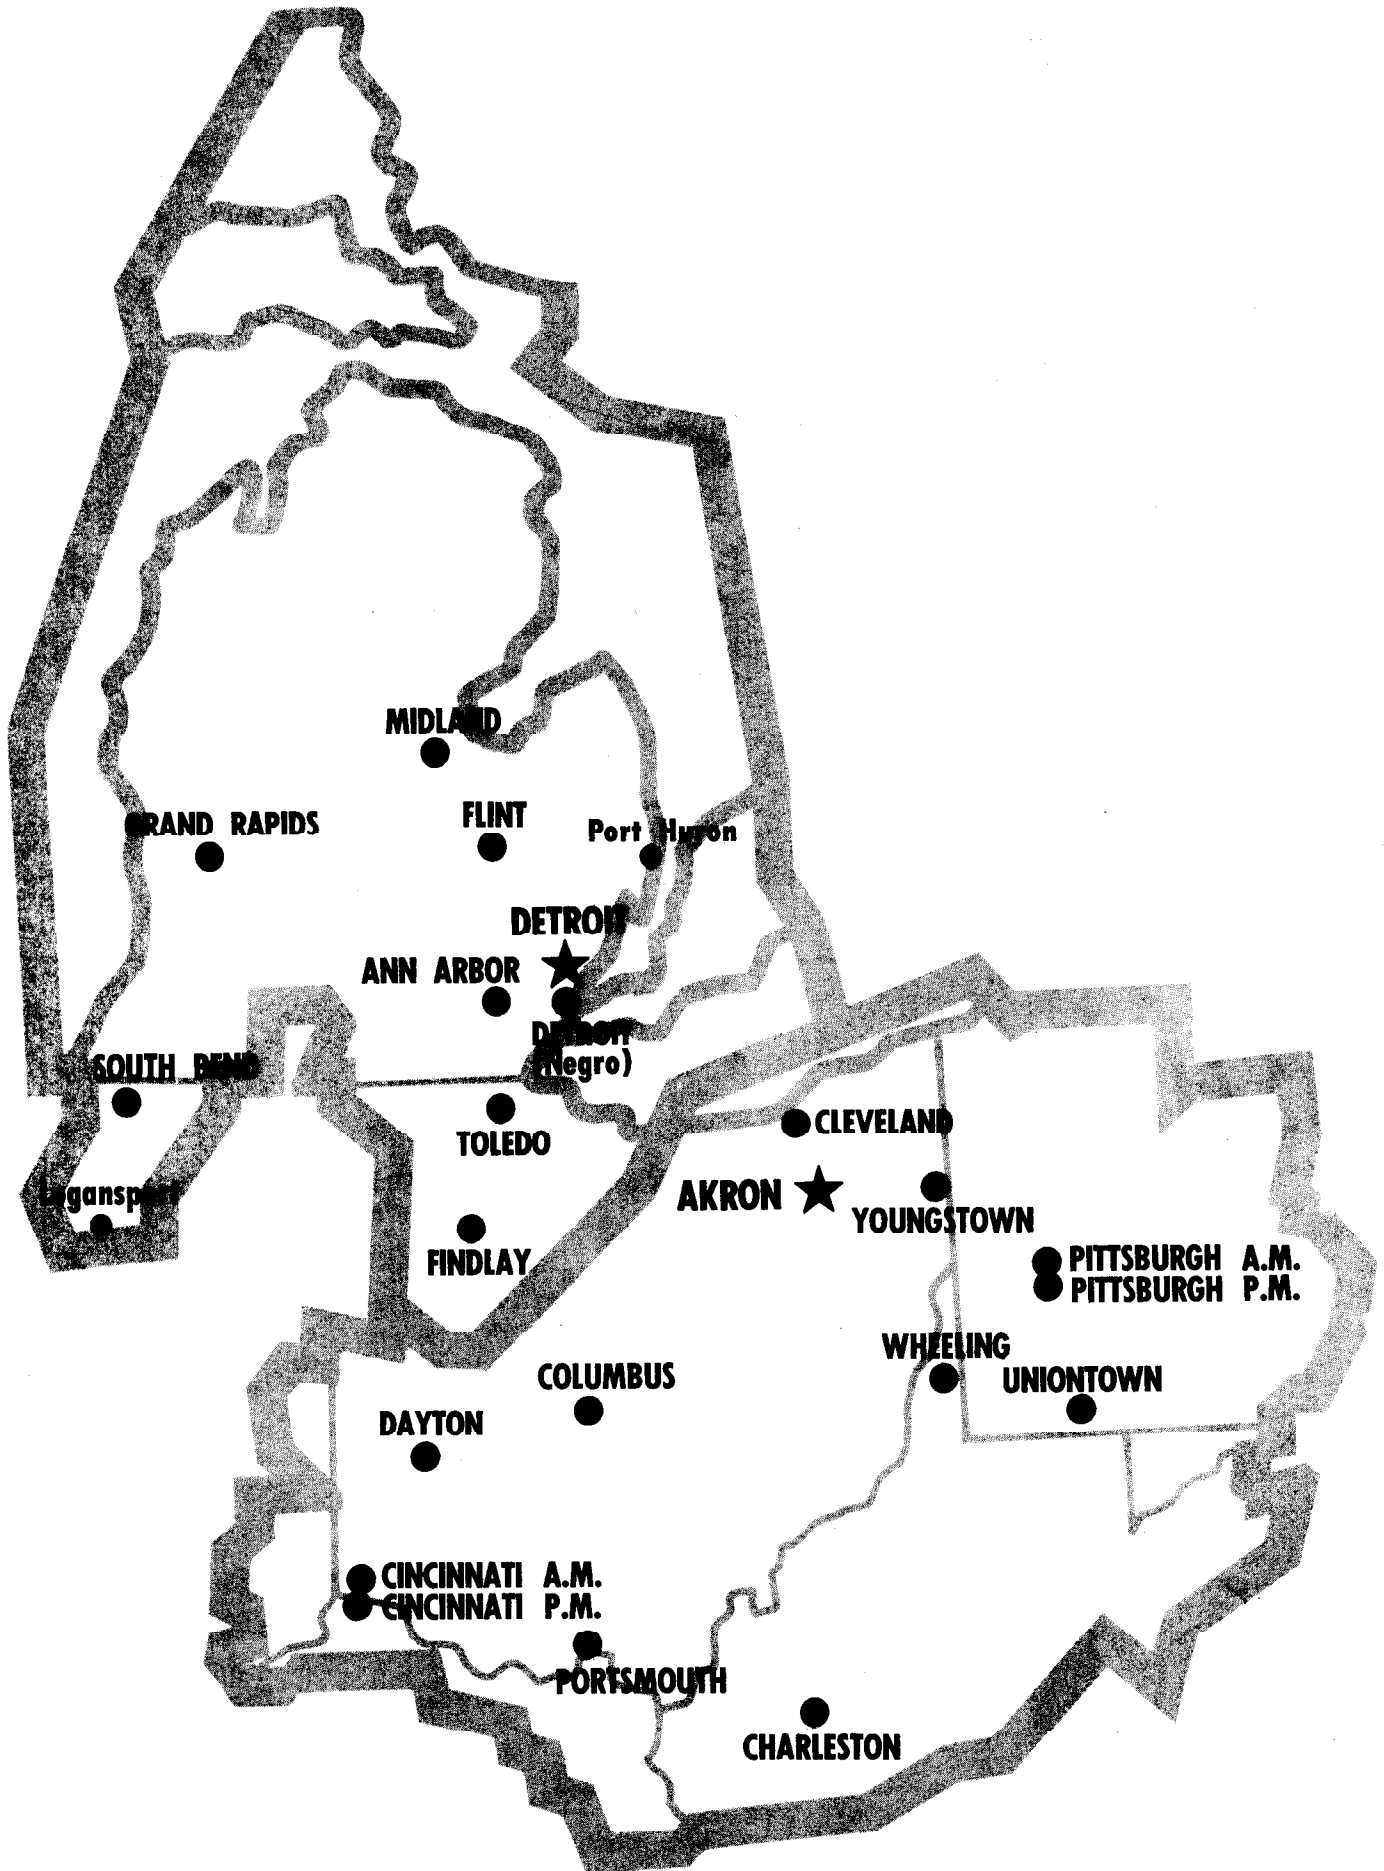 MIDLAND
GRAND RAPIDS
FLINT
Port Huron
DETROIT
ANN ARBOR
DETROIT
(Negro)
SOUTH BEND
TOLEDO
CLEVELAND
Logansport
AKRON
YOUNGSTOWN
FINDLAY
PITTSBURGH A.M.
PITTSBURGH P.M.
WHEELING
COLUMBUS
UNIONTOWN
DAYTON
CINCINNATI A.M.
CINCINNATI P.M.
PORTSMOUTH
CHARLESTON